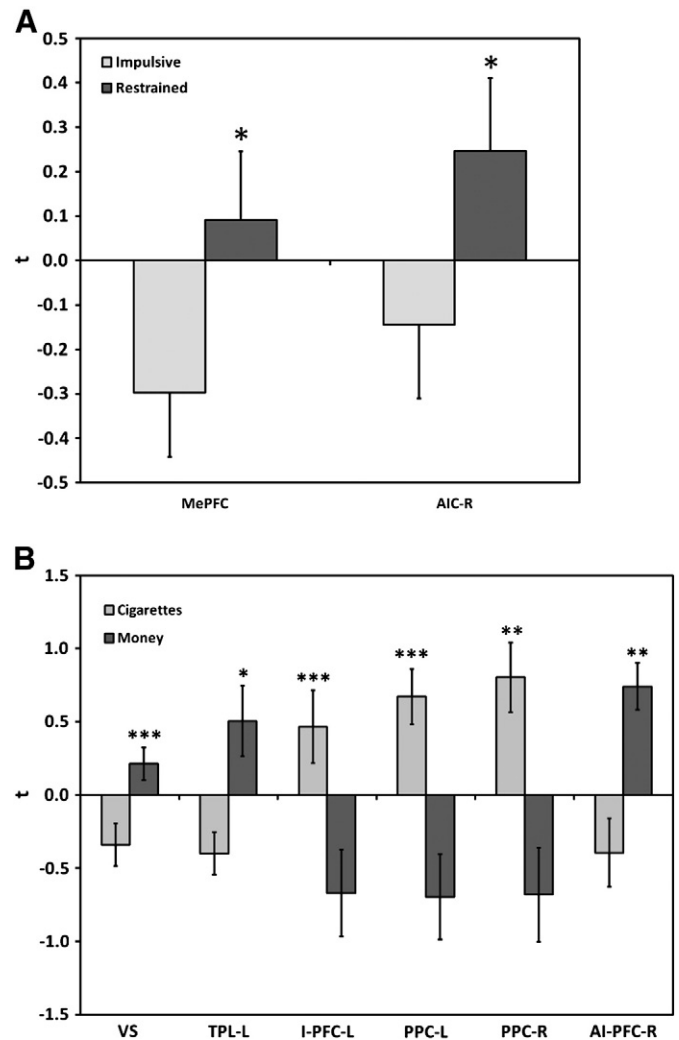 A
0.5
Impulsive
0.4
*
Restrained
0.3
*
0.2
0.1
t
0.0
-0.1
-0.2
-0.3
-0.4
-0.5
MePFC AIC-R
B
1.5
Cigarettes
Money
1.0
*** * *** *** ** **
0.5
t
0.0
-0.5
-1.0
-1.5
VS TPL-L I-PFC-L PPC-L PPC-R AI-PFC-R